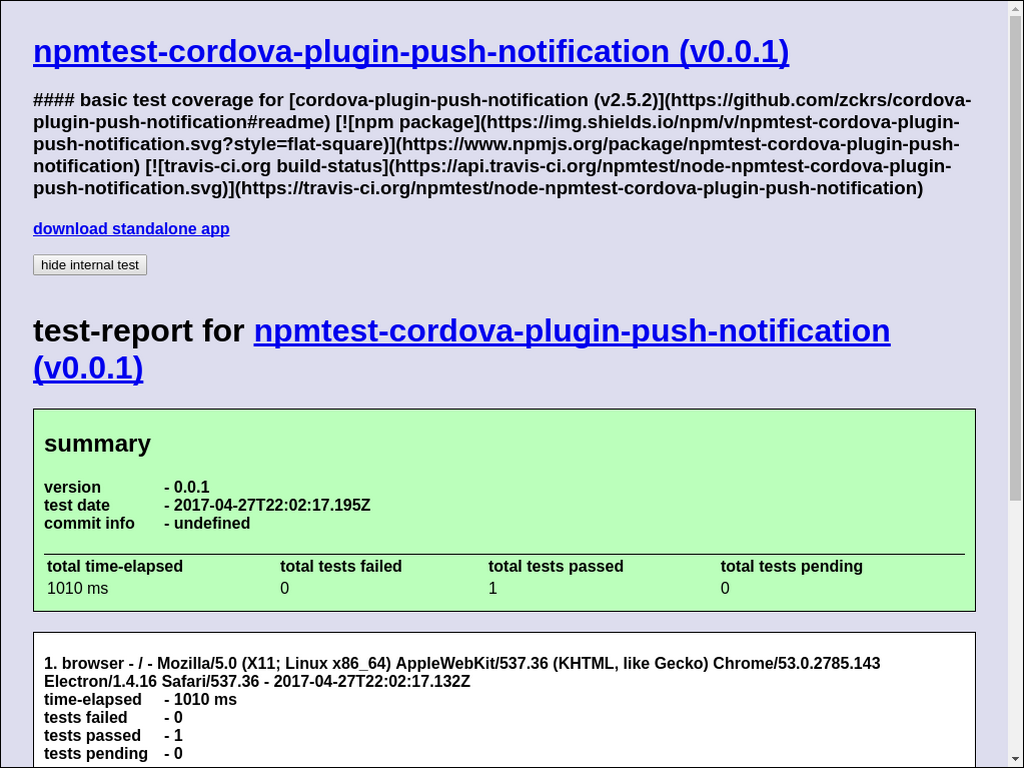 npmtest-cordova-plugin-push-notification (v0.0.1)
#### basic test coverage for [cordova-plugin-push-notification (v2.5.2)](https://github.com/zckrs/cordova-
plugin-push-notification#readme) [![npm package](https://img.shields.io/npm/v/npmtest-cordova-plugin-
push-notification.svg?style=flat-square)](https://www.npmjs.org/package/npmtest-cordova-plugin-push-
notification) [![travis-ci.org build-status](https://api.travis-ci.org/npmtest/node-npmtest-cordova-plugin-
push-notification.svg)](https://travis-ci.org/npmtest/node-npmtest-cordova-plugin-push-notification)
download standalone app
hide internal test
test-report for npmtest-cordova-plugin-push-notification
(v0.0.1)
summary
version - 0.0.1
test date - 2017-04-27T22:02:17.195Z
commit info - undefined
total time-elapsed total tests failed total tests passed total tests pending
1010 ms 0 1 0
1. browser - / - Mozilla/5.0 (X11; Linux x86_64) AppleWebKit/537.36 (KHTML, like Gecko) Chrome/53.0.2785.143
Electron/1.4.16 Safari/537.36 - 2017-04-27T22:02:17.132Z
time-elapsed - 1010 ms
tests failed - 0
tests passed - 1
tests pending - 0